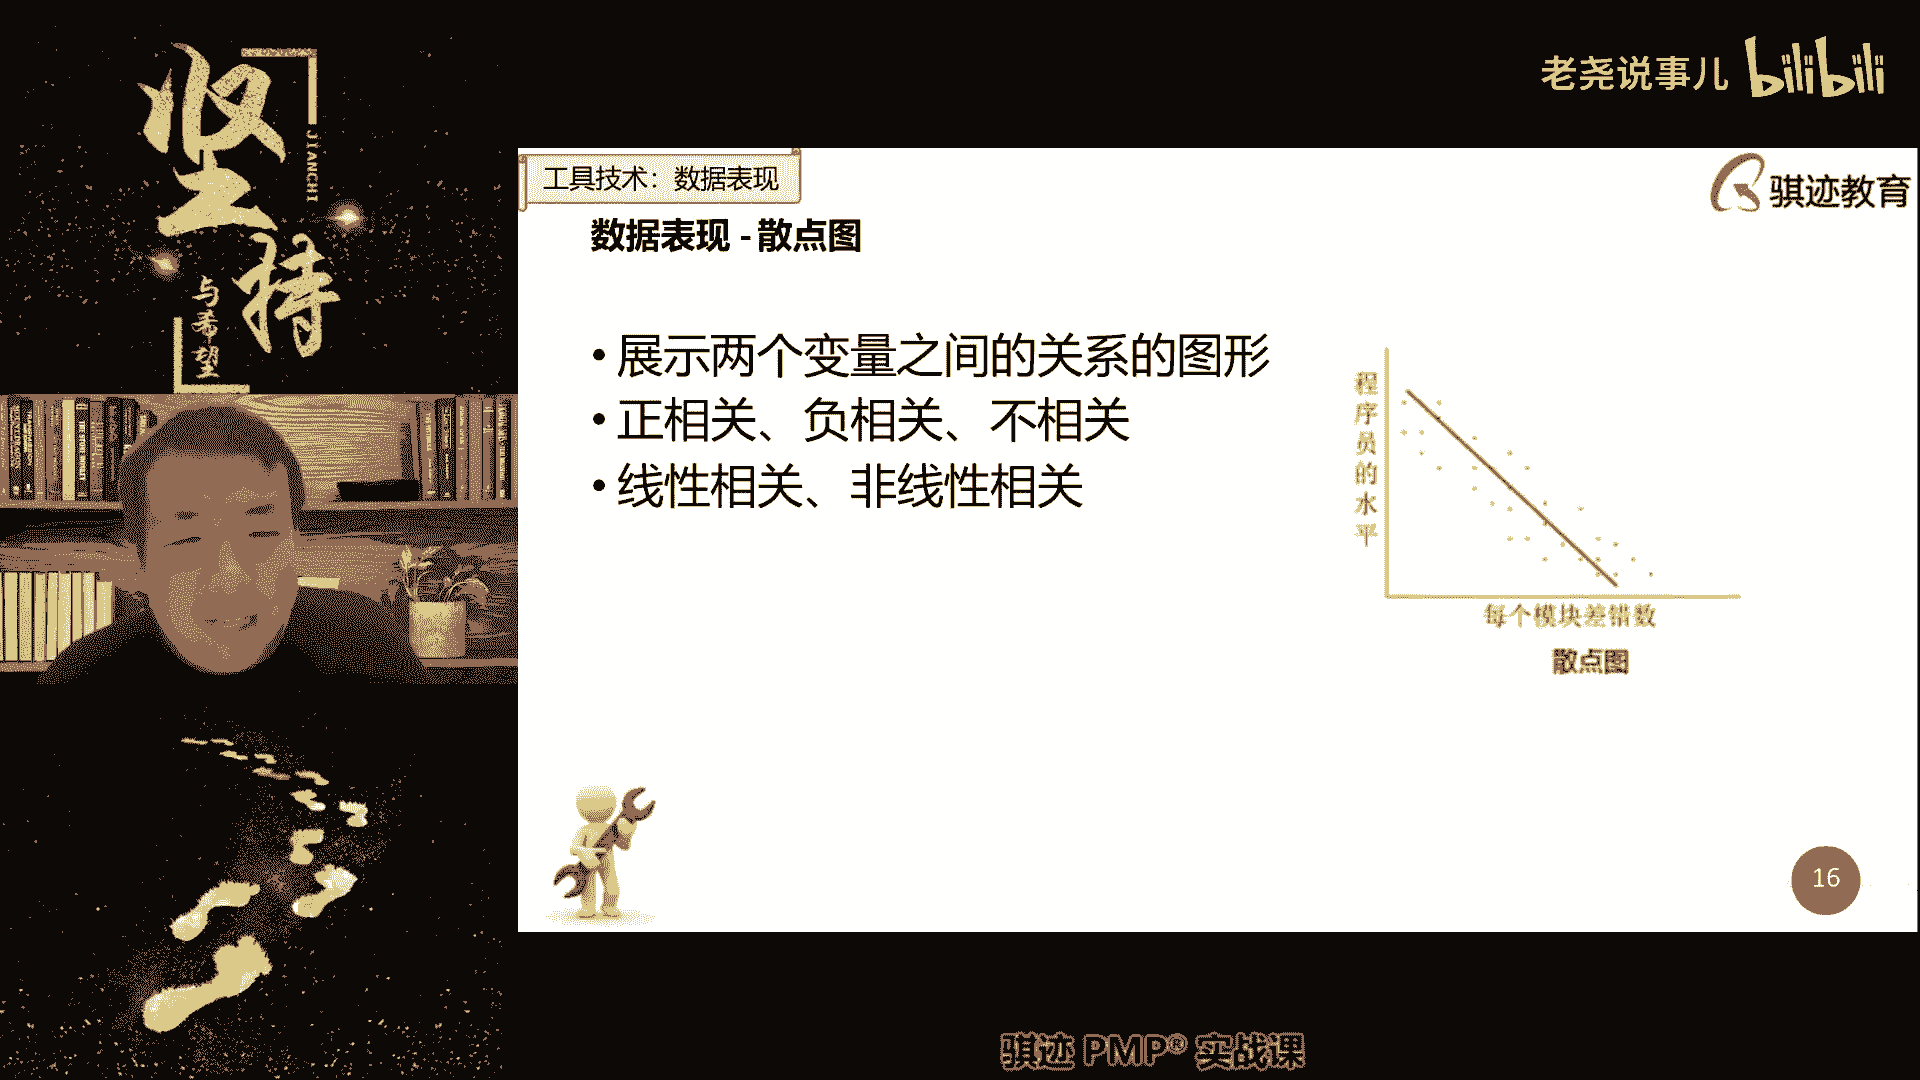 坚持
JIANCHI
与希望
老尧说事儿 bilibili
工具技术：数据表现
骐迹教育
数据表现 - 散点图
• 展示两个变量之间的关系的图形
• 正相关、负相关、不相关
• 线性相关、非线性相关
程序员的水平
每个模块差错数
散点图
16
骐迹 PMP® 实战课